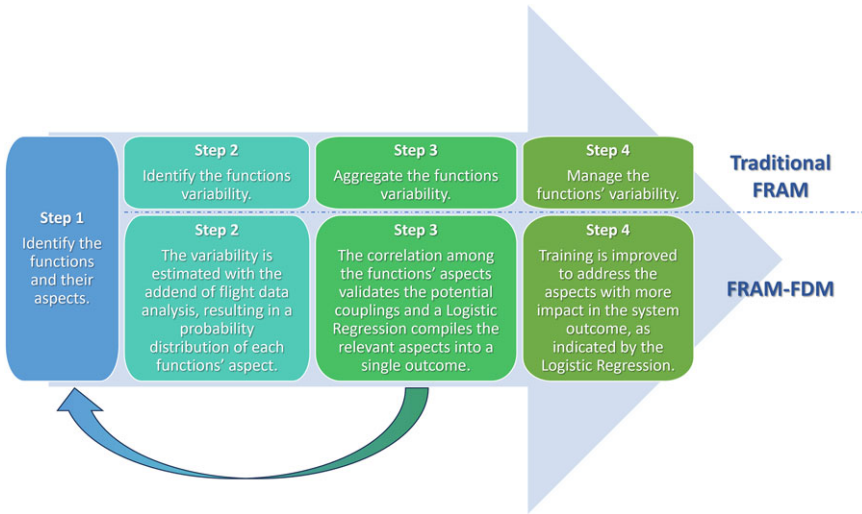 Step 1
Identify the
functions
and their
aspects.
Step 2
Identify the functions
variability.
Step 3
Aggregate the functions
variability.
Step 4
Manage the
functions' variability.
Traditional
FRAM
Step 2
The variability is
estimated with the
addend of flight data
analysis, resulting in a
probability
distribution of each
functions' aspect.
Step 3
The correlation among
the functions' aspects
validates the potential
couplings and a Logistic
Regression compiles the
relevant aspects into a
single outcome.
Step 4
Training is improved
to address the
aspects with more
impact in the system
outcome, as
indicated by the
Logistic Regression.
FRAM-FDM